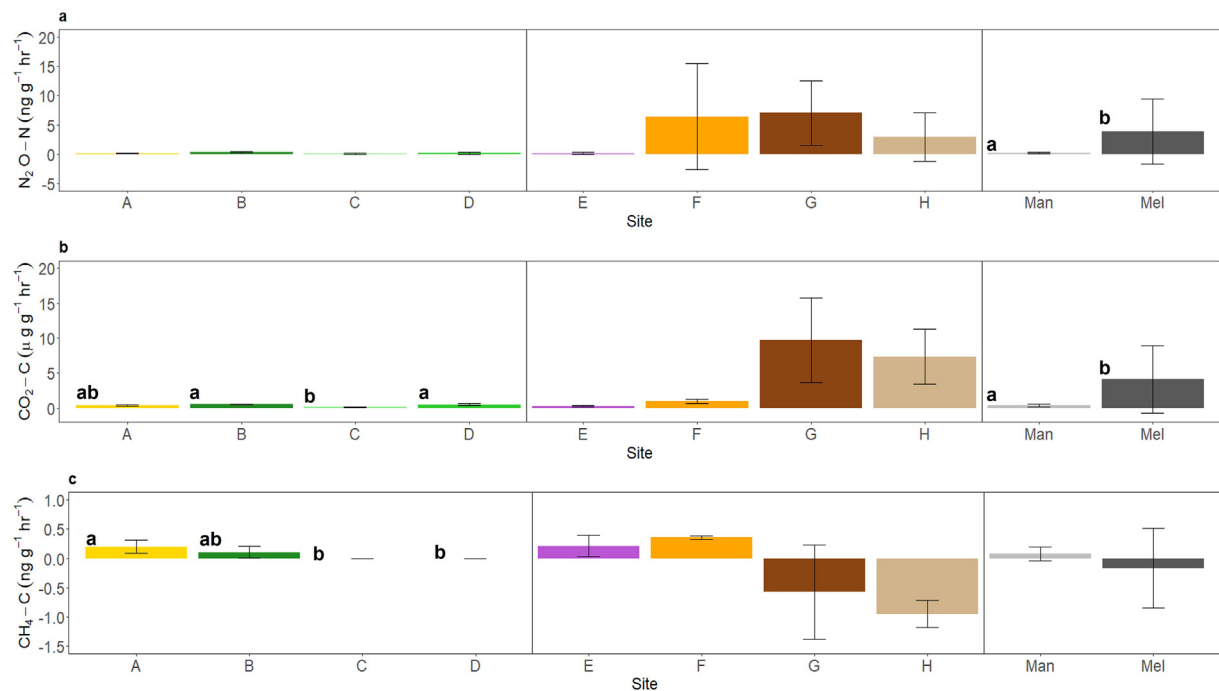 a
N₂ O−N (ng g⁻¹ hr⁻¹)
20
15
10
5
0
-5
a
b
A B C D E F G H Man Mel
Site
b
CO₂−C (μ g g⁻¹ hr⁻¹)
20
15
10
5
0
ab
a
b
a
a
b
A B C D E F G H Man Mel
Site
c
CH₄−C (ng g⁻¹ hr⁻¹)
1.0
0.5
0.0
-0.5
-1.0
-1.5
a
ab
b
b
A B C D E F G H Man Mel
Site